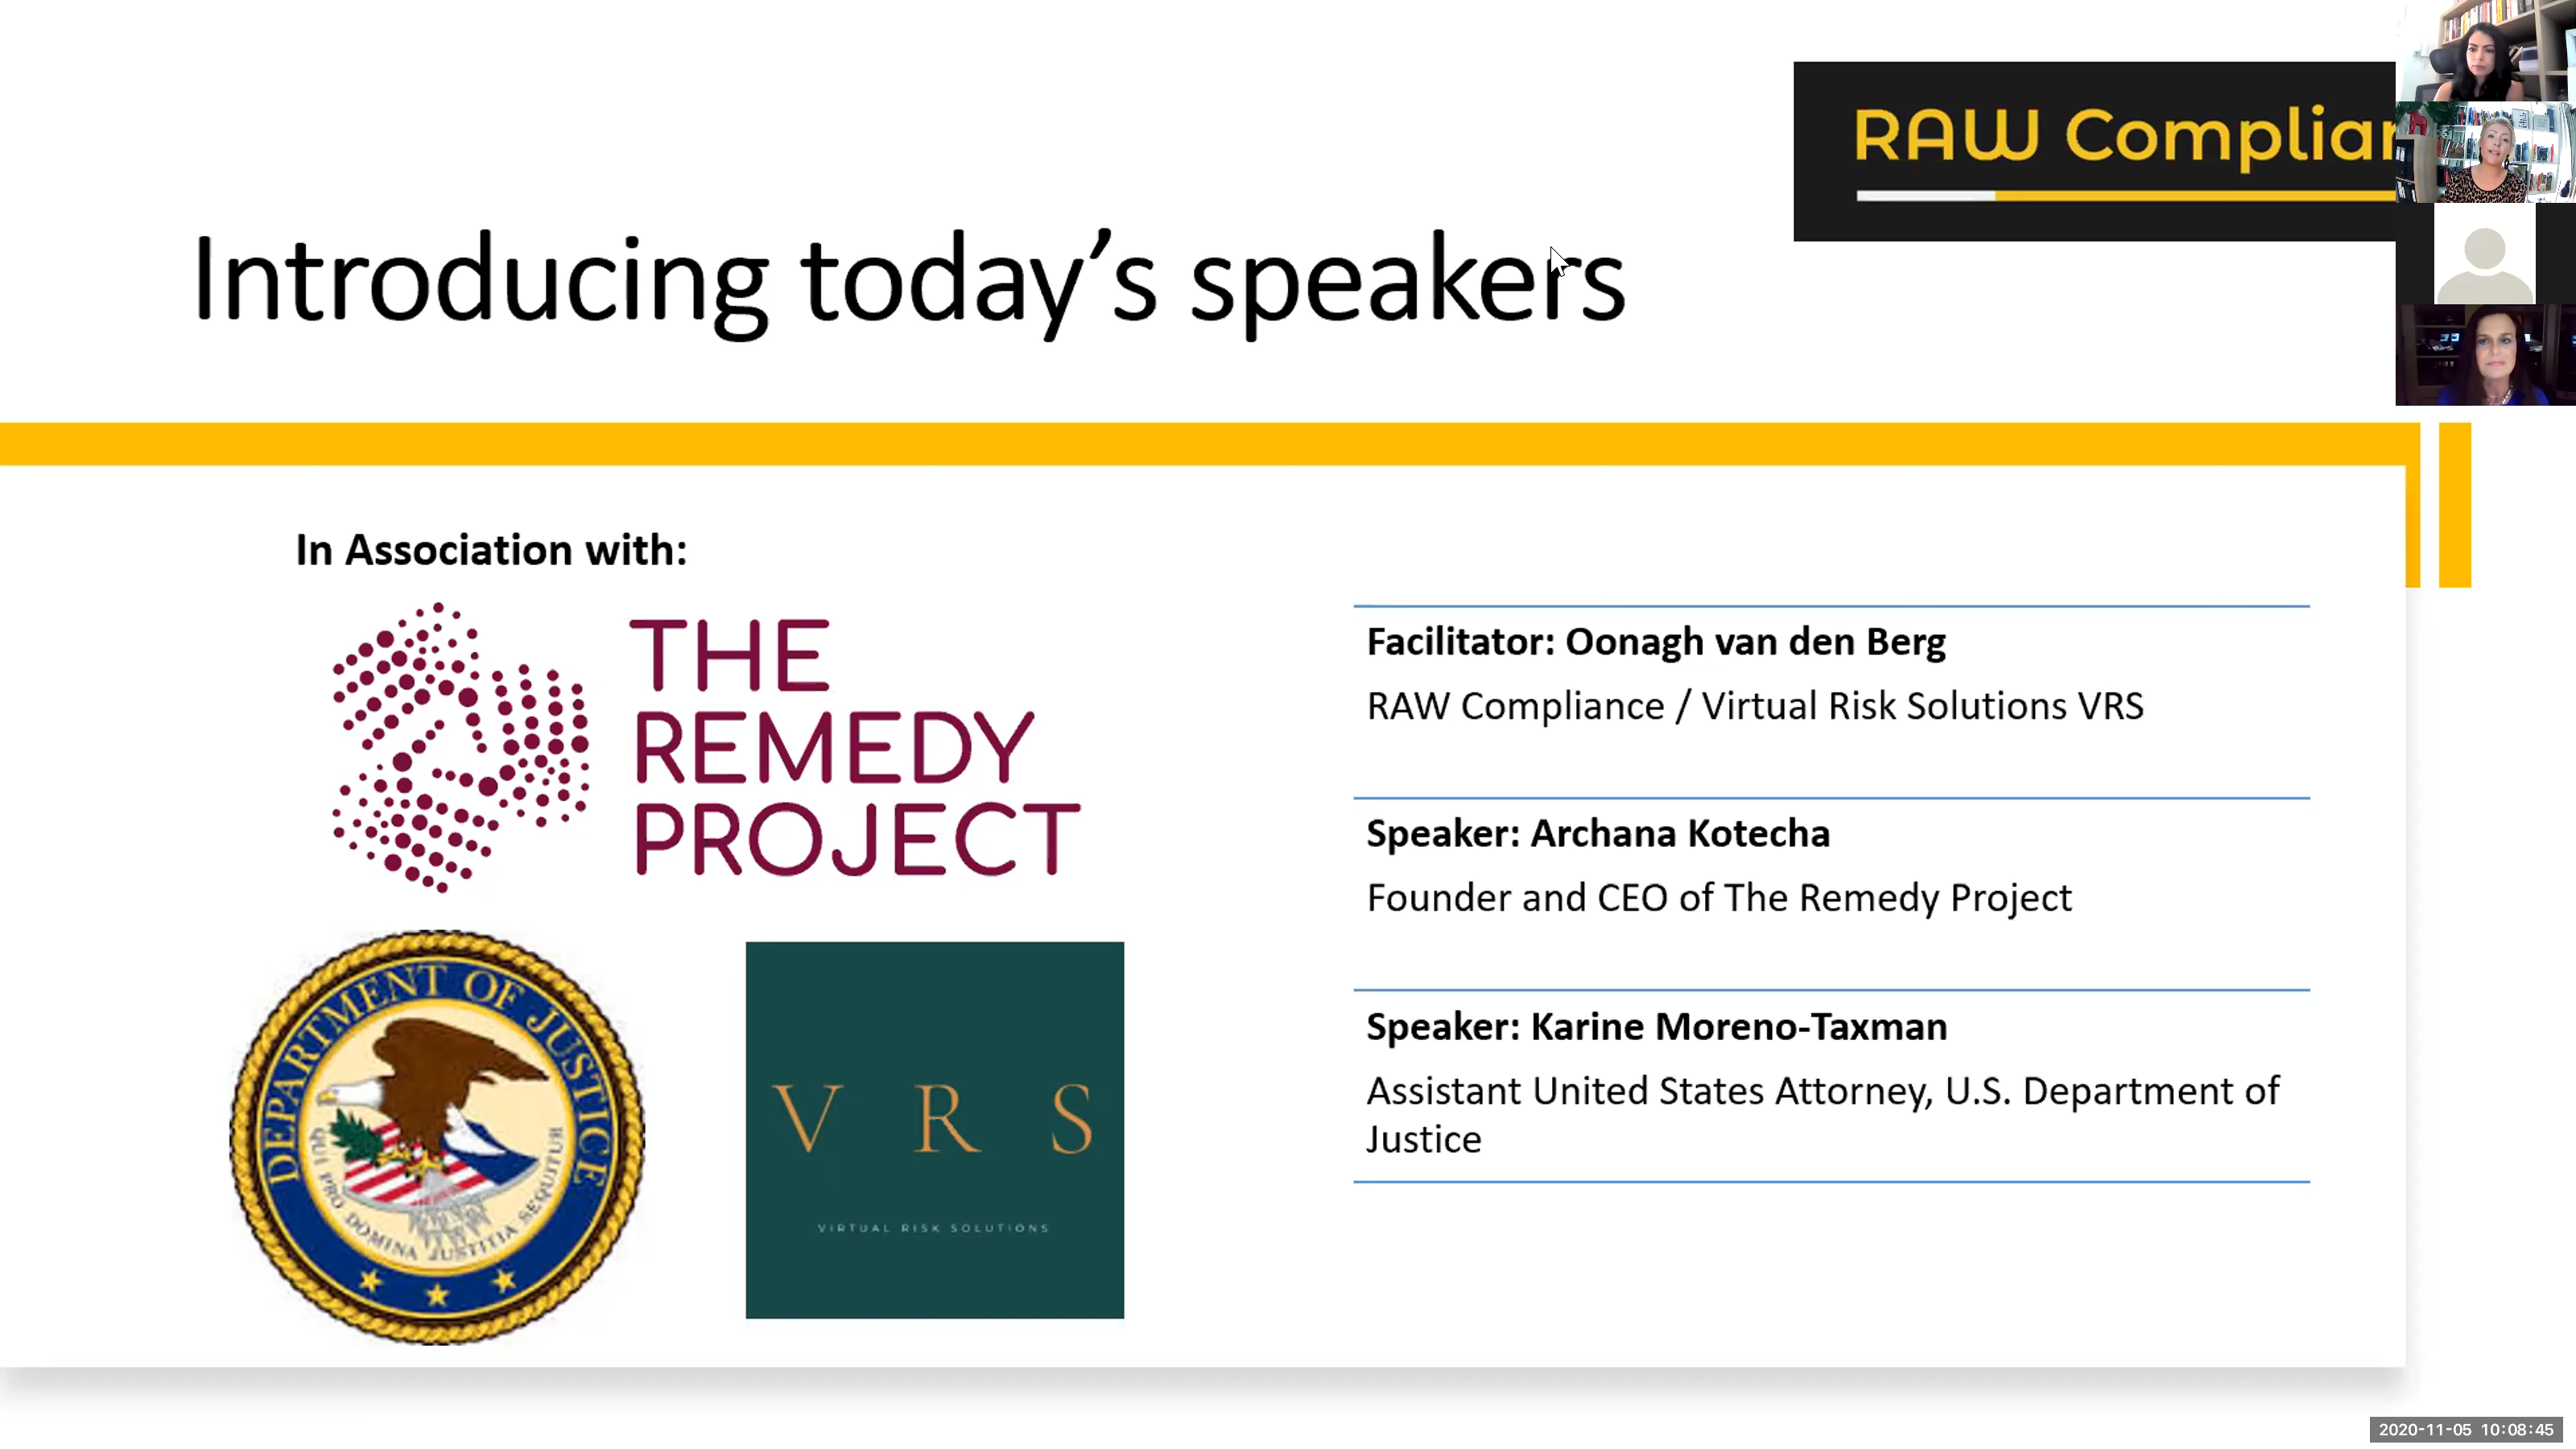 RAW Complian
Introducing today’s speakers
In Association with:
THE
REMEDY
PROJECT
DEPARTMENT OF JUSTICE
QUI PRO DOMINA JUSTITIA SEQUITUR
V R S
VIRTUAL RISK SOLUTIONS
Facilitator: Oonagh van den Berg
RAW Compliance / Virtual Risk Solutions VRS
Speaker: Archana Kotecha
Founder and CEO of The Remedy Project
Speaker: Karine Moreno-Taxman
Assistant United States Attorney, U.S. Department of
Justice
2020-11-05 10:08:45